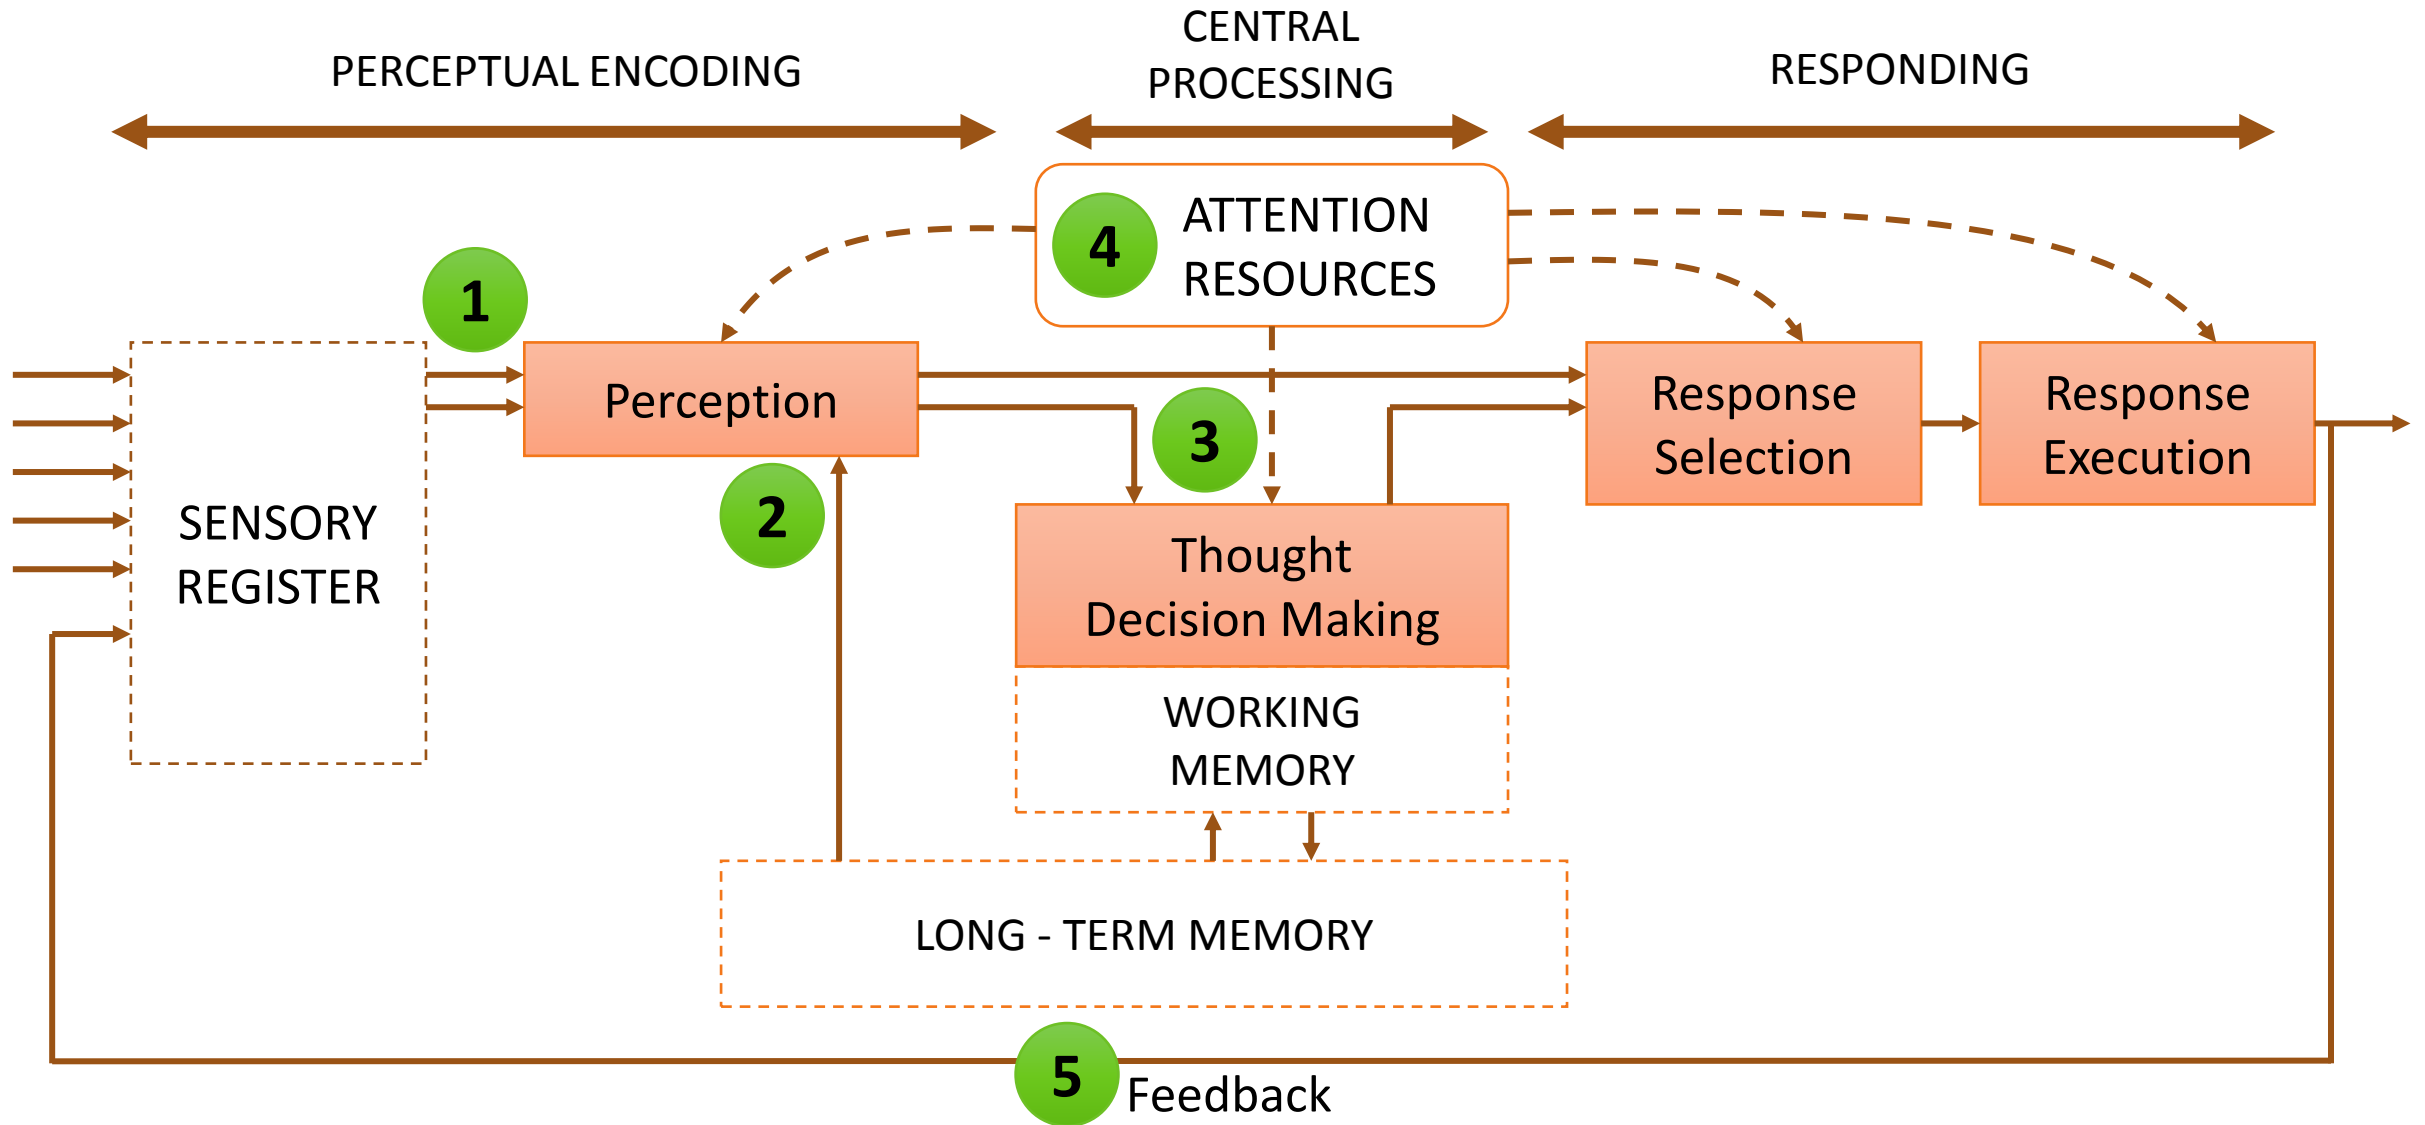 PERCEPTUAL ENCODING
CENTRAL
PROCESSING
RESPONDING
4
ATTENTION
RESOURCES
1
SENSORY
REGISTER
Perception
2
3
Thought
Decision Making
WORKING
MEMORY
Response
Selection
Response
Execution
LONG - TERM MEMORY
5
Feedback